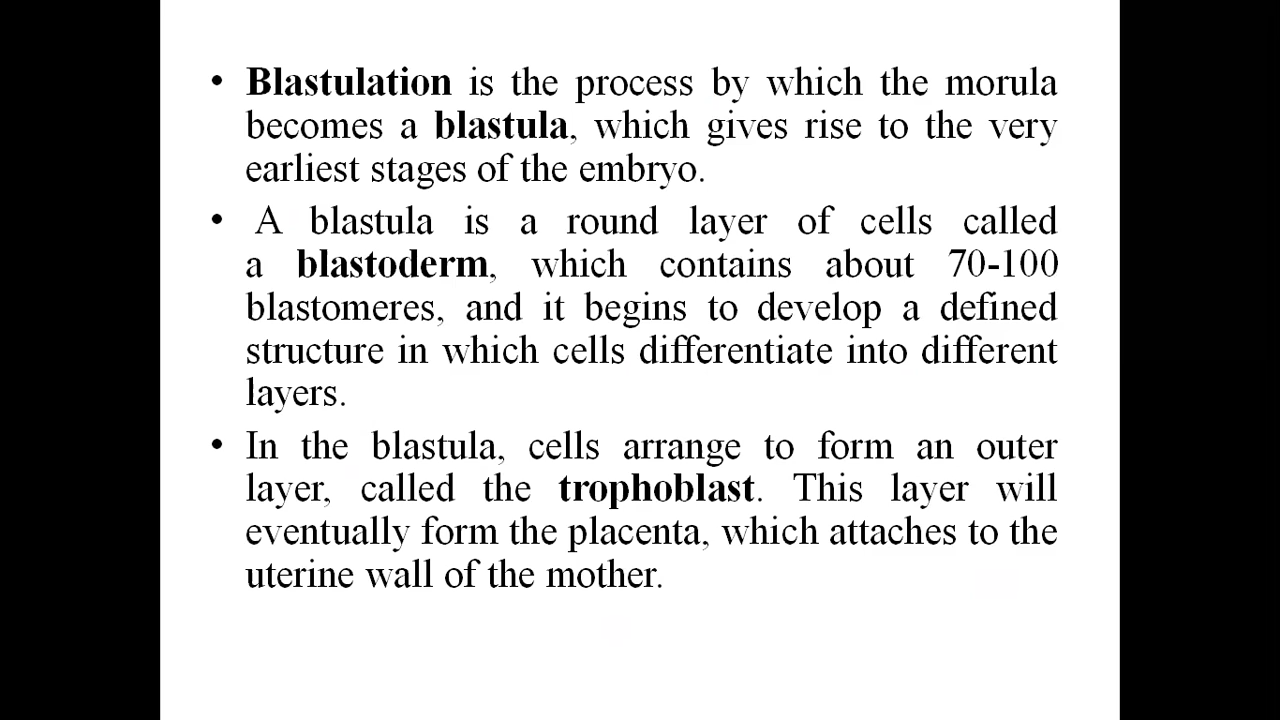 • Blastulation is the process by which the morula
becomes a blastula, which gives rise to the very
earliest stages of the embryo.
• A blastula is a round layer of cells called
a blastoderm, which contains about 70-100
blastomeres, and it begins to develop a defined
structure in which cells differentiate into different
layers.
• In the blastula, cells arrange to form an outer
layer, called the trophoblast. This layer will
eventually form the placenta, which attaches to the
uterine wall of the mother.